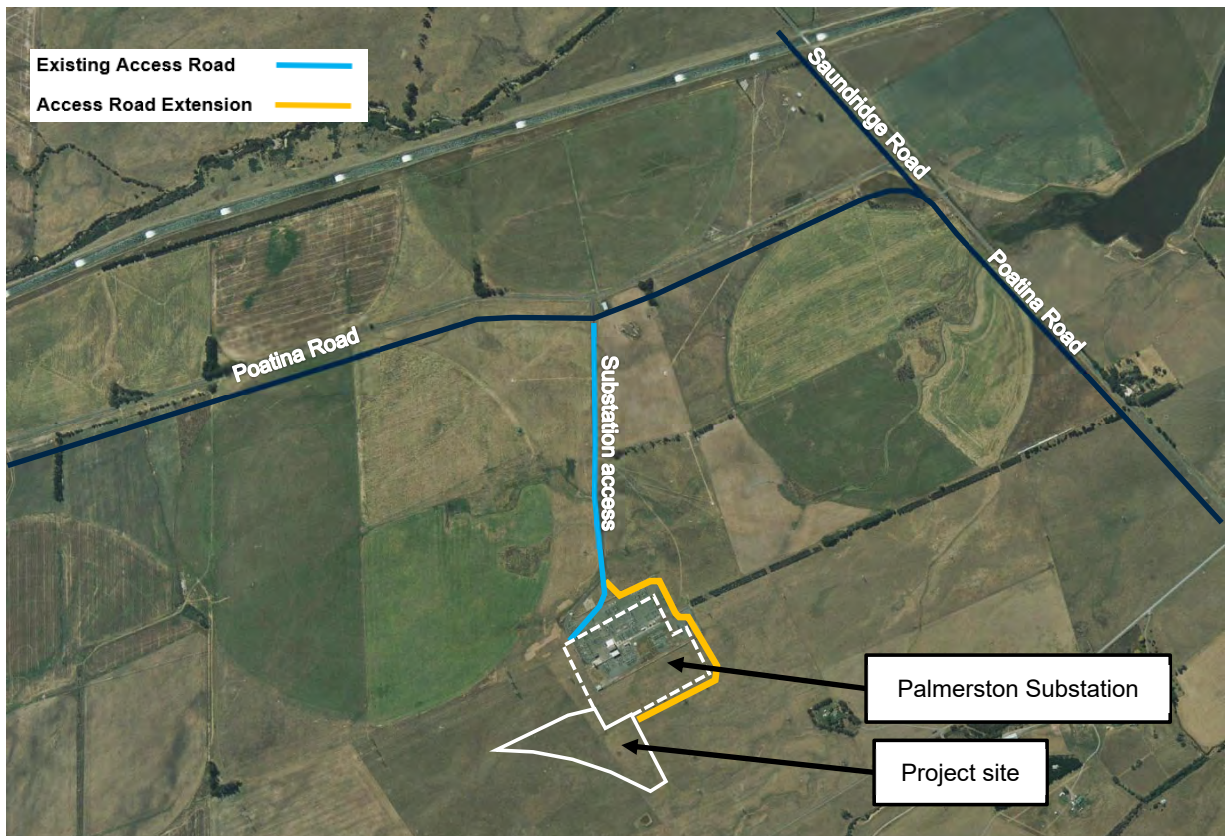 Existing Access Road
Access Road Extension
Saundridge Road
Poatina Road
Poatina Road
Substation access
Palmerston Substation
Project site